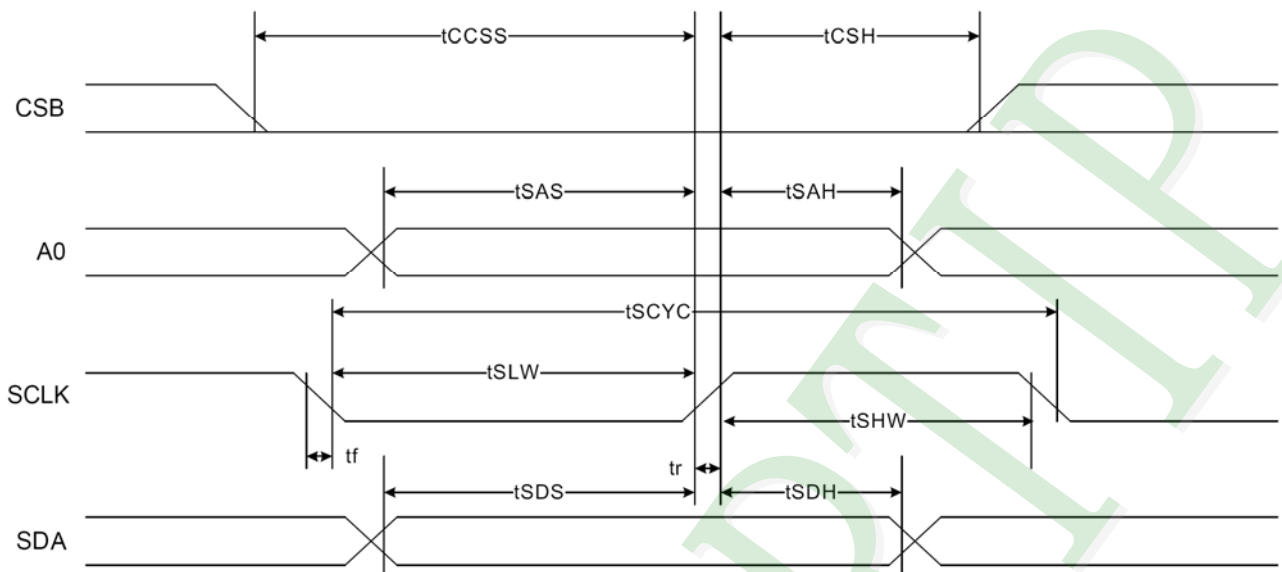 tCCSS tCSH
CSB
tSAS tSAH
A0
tSCYC
tSLW
SCLK
tSHW
tf tr
tSDS tSDH
SDA